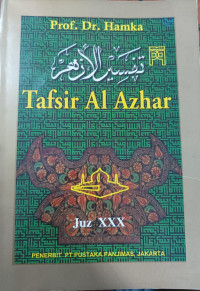 Prof. Dr. Hamka
تفسير الأزهر
Tafsir Al Azhar
Juz XXX
PENERBIT PT PUSTAKA PANJIMAS, JAKARTA